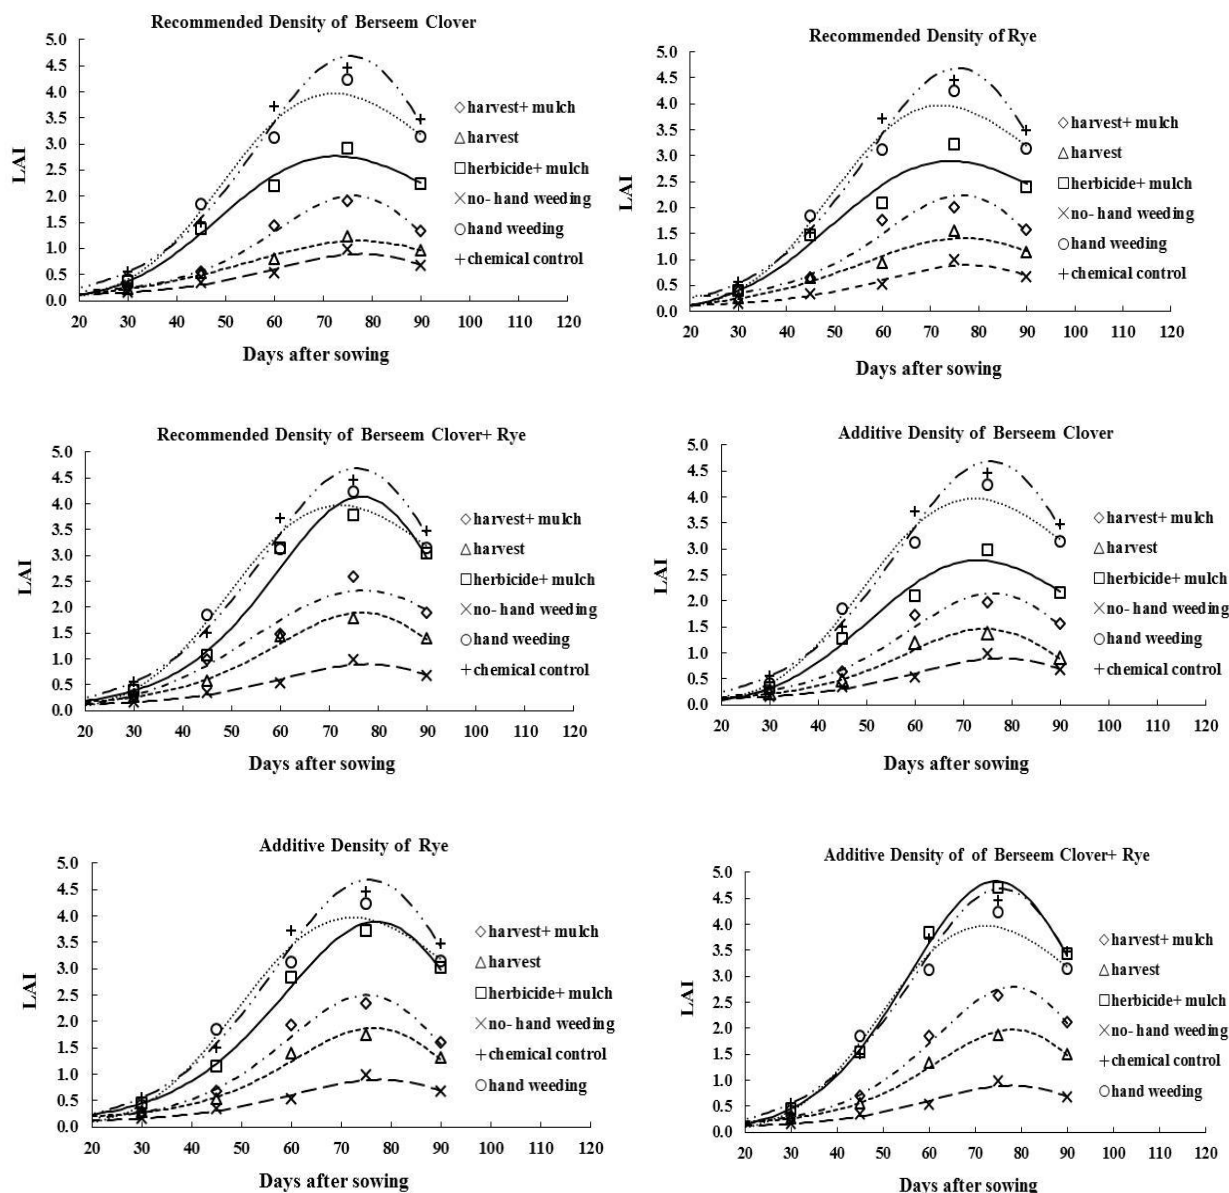 Recommended Density of Berseem Clover
LAI
5.0
4.5
4.0
3.5
3.0
2.5
2.0
1.5
1.0
0.5
0.0
20 30 40 50 60 70 80 90 100 110 120
Days after sowing
harvest+ mulch
harvest
herbicide+ mulch
no- hand weeding
hand weeding
chemical control
Recommended Density of Rye
LAI
5.0
4.5
4.0
3.5
3.0
2.5
2.0
1.5
1.0
0.5
0.0
20 30 40 50 60 70 80 90 100 110 120
Days after sowing
harvest+ mulch
harvest
herbicide+ mulch
no- hand weeding
hand weeding
chemical control
Recommended Density of Berseem Clover+ Rye
LAI
5.0
4.5
4.0
3.5
3.0
2.5
2.0
1.5
1.0
0.5
0.0
20 30 40 50 60 70 80 90 100 110 120
Days after sowing
harvest+ mulch
harvest
herbicide+ mulch
no- hand weeding
hand weeding
chemical control
Additive Density of Berseem Clover
LAI
5.0
4.5
4.0
3.5
3.0
2.5
2.0
1.5
1.0
0.5
0.0
20 30 40 50 60 70 80 90 100 110 120
Days after sowing
harvest+ mulch
harvest
herbicide+ mulch
no- hand weeding
hand weeding
chemical control
Additive Density of Rye
LAI
5.0
4.5
4.0
3.5
3.0
2.5
2.0
1.5
1.0
0.5
0.0
20 30 40 50 60 70 80 90 100 110 120
Days after sowing
harvest+ mulch
harvest
herbicide+ mulch
no- hand weeding
chemical control
hand weeding
Additive Density of of Berseem Clover+ Rye
LAI
5.0
4.5
4.0
3.5
3.0
2.5
2.0
1.5
1.0
0.5
0.0
20 30 40 50 60 70 80 90 100 110 120
Days after sowing
harvest+ mulch
harvest
herbicide+ mulch
no- hand weeding
chemical control
hand weeding